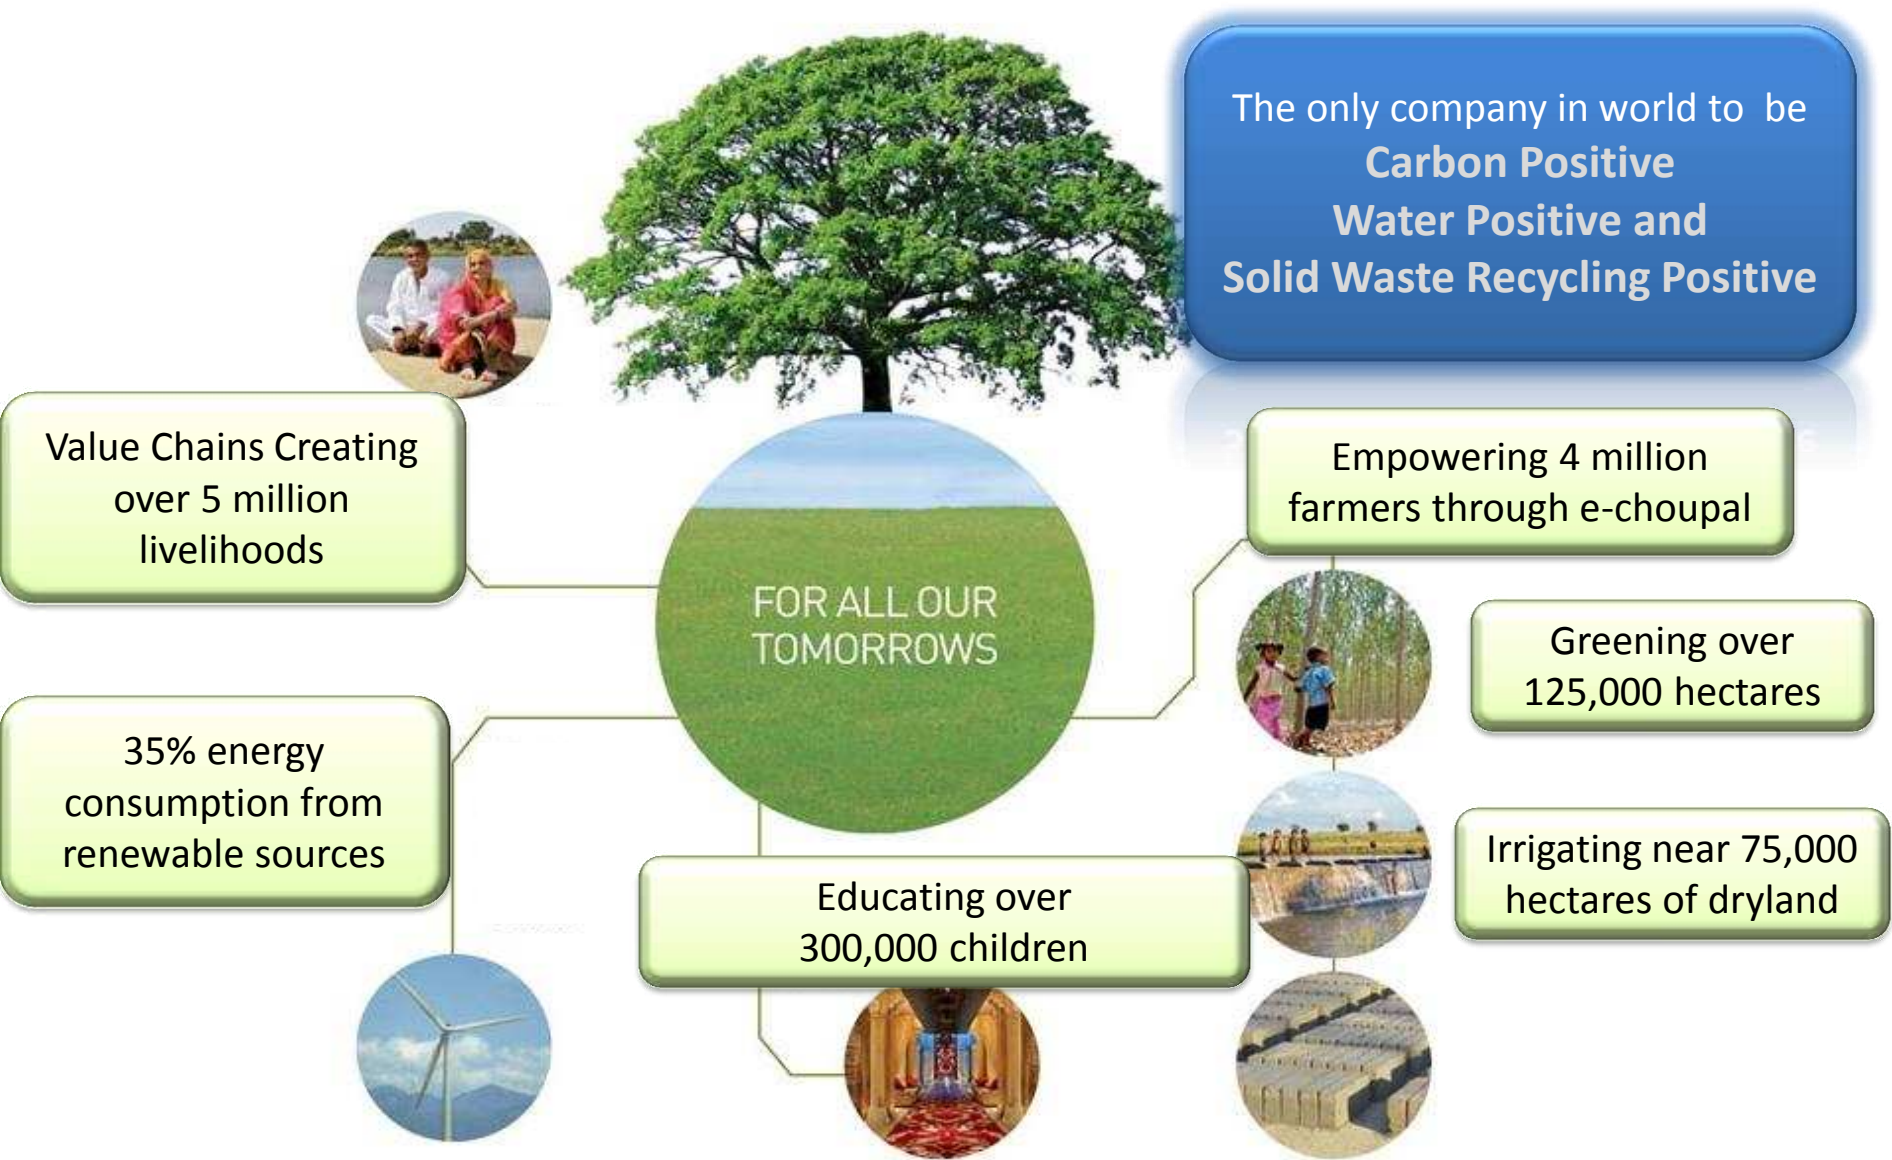 The only company in world to be
Carbon Positive
Water Positive and
Solid Waste Recycling Positive
Value Chains Creating
over 5 million
livelihoods
Empowering 4 million
farmers through e-choupal
FOR ALL OUR
TOMORROWS
Greening over
125,000 hectares
35% energy
consumption from
renewable sources
Irrigating near 75,000
hectares of dryland
Educating over
300,000 children